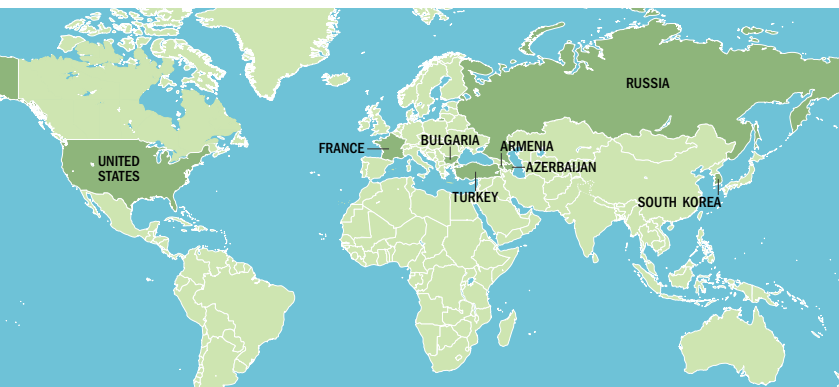 RUSSIA
FRANCE
BULGARIA
ARMENIA
UNITED
STATES
AZERBAIJAN
TURKEY
SOUTH KOREA